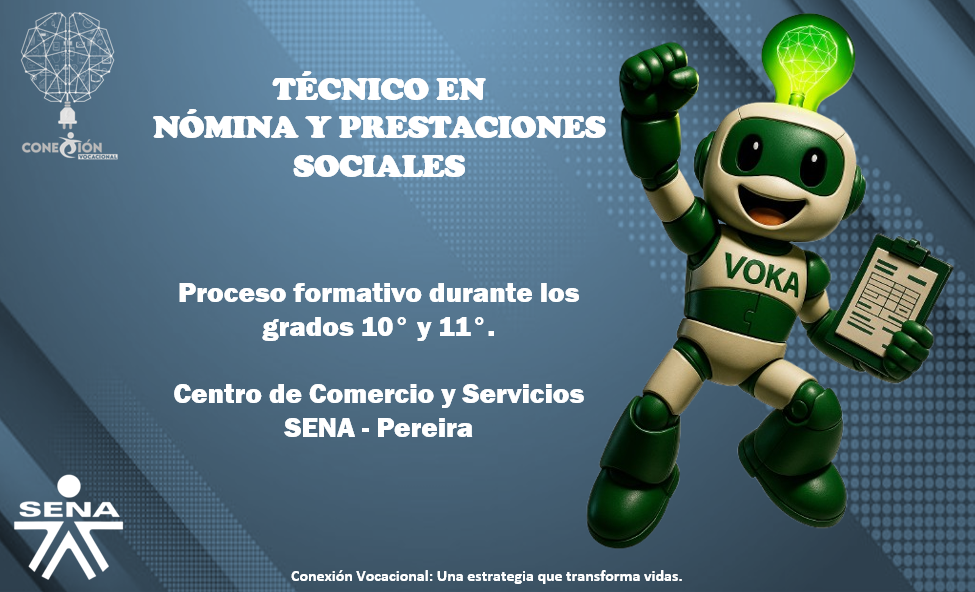 CONEXIÓN
VOCACIONAL
TÉCNICO EN
NÓMINA Y PRESTACIONES
SOCIALES
VOKA
Proceso formativo durante los
grados 10° y 11°.
Centro de Comercio y Servicios
SENA - Pereira
SENA
Conexión Vocacional: Una estrategia que transforma vidas.